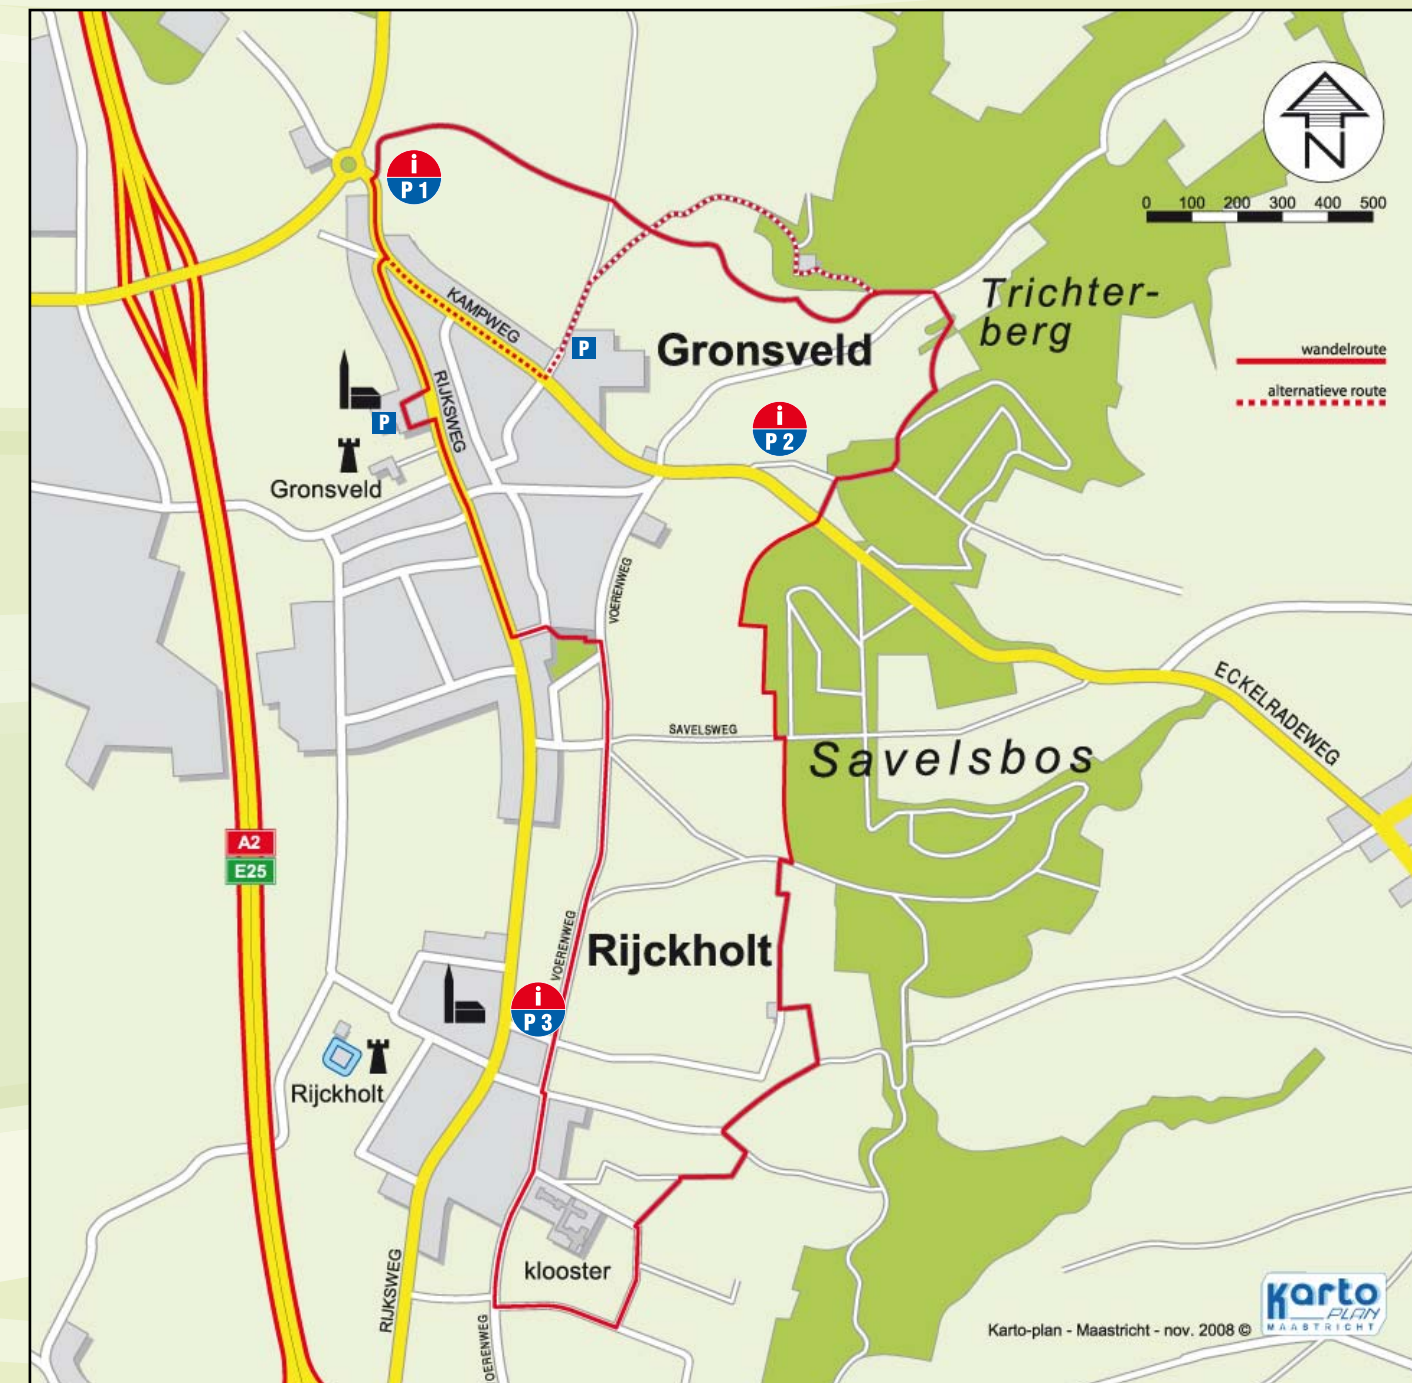 N
0 100 200 300 400 500
i
P 1
Trichter-
berg
KAMPWEG
wandelroute
P
Gronsveld
alternatieve route
RIJKSWEG
i
P 2
P
Gronsveld
VOERENWEG
ECKELRADEWEG
SAVELSWEG
Savelsbos
A2
E25
VOERENWEG
Rijckholt
i
P 3
Rijckholt
RIJKSWEG
klooster
VOERENWEG
Karto
PLAN
MAASTRICHT
Karto-plan - Maastricht - nov. 2008 ©